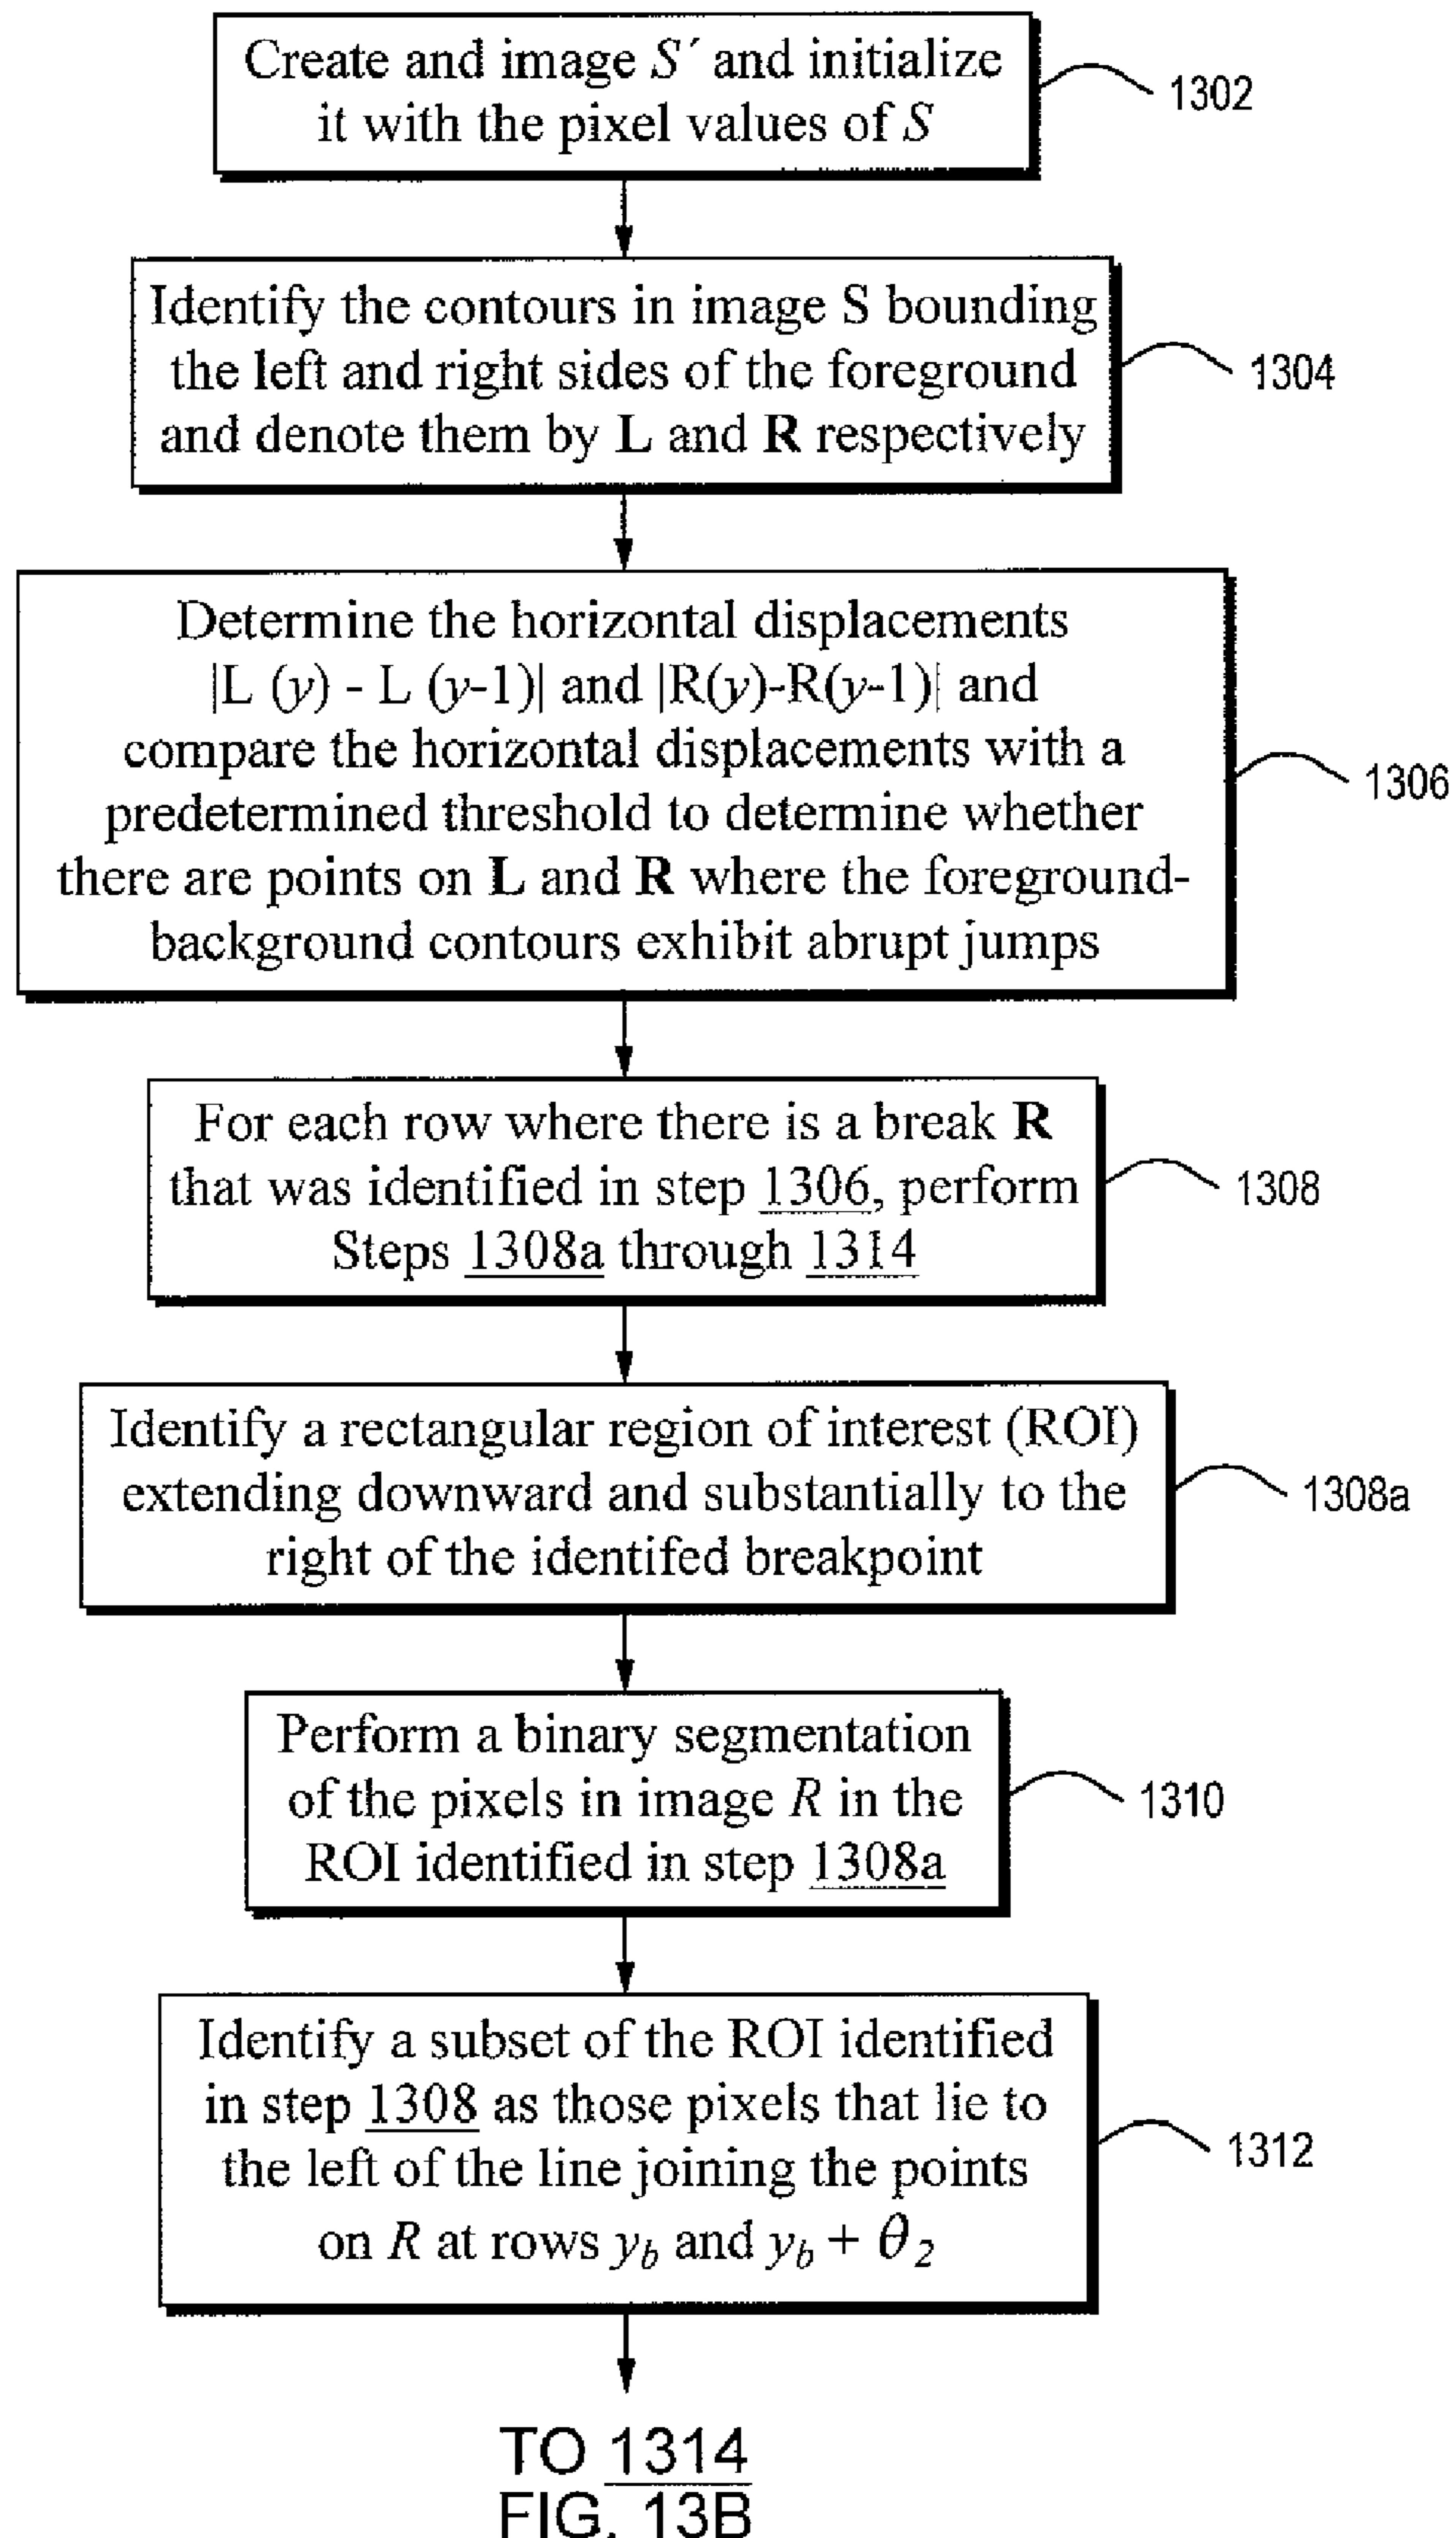 Create and image S´ and initialize
it with the pixel values of S
1302
Identify the contours in image S bounding
the left and right sides of the foreground
and denote them by L and R respectively
1304
Determine the horizontal displacements
|L (y) - L (y-1)| and |R(y)-R(y-1)| and
compare the horizontal displacements with a
predetermined threshold to determine whether
there are points on L and R where the foreground-
background contours exhibit abrupt jumps
1306
For each row where there is a break R
that was identified in step 1306, perform
Steps 1308a through 1314
1308
Identify a rectangular region of interest (ROI)
extending downward and substantially to the
right of the identifed breakpoint
1308a
Perform a binary segmentation
of the pixels in image R in the
ROI identified in step 1308a
1310
Identify a subset of the ROI identified
in step 1308 as those pixels that lie to
the left of the line joining the points
on R at rows y_b and y_b + θ_2
1312
TO 1314
FIG. 13B